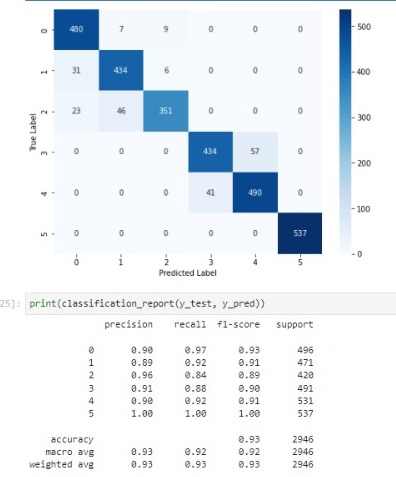 0 480 7 9 0 0 0
1 31 434 6 0 0 0
2 23 46 351 0 0 0
3 0 0 0 434 57 0
4 0 0 0 41 490 0
5 0 0 0 0 0 537
0 1 2 3 4 5
True Label
Predicted Label
500
400
300
200
100
0
25]: print(classification_report(y_test, y_pred))
precision recall f1-score support
0 0.90 0.97 0.93 496
1 0.89 0.92 0.91 471
2 0.96 0.84 0.89 420
3 0.91 0.88 0.90 491
4 0.90 0.92 0.91 531
5 1.00 1.00 1.00 537
accuracy 0.93 2946
macro avg 0.93 0.92 0.92 2946
weighted avg 0.93 0.93 0.93 2946